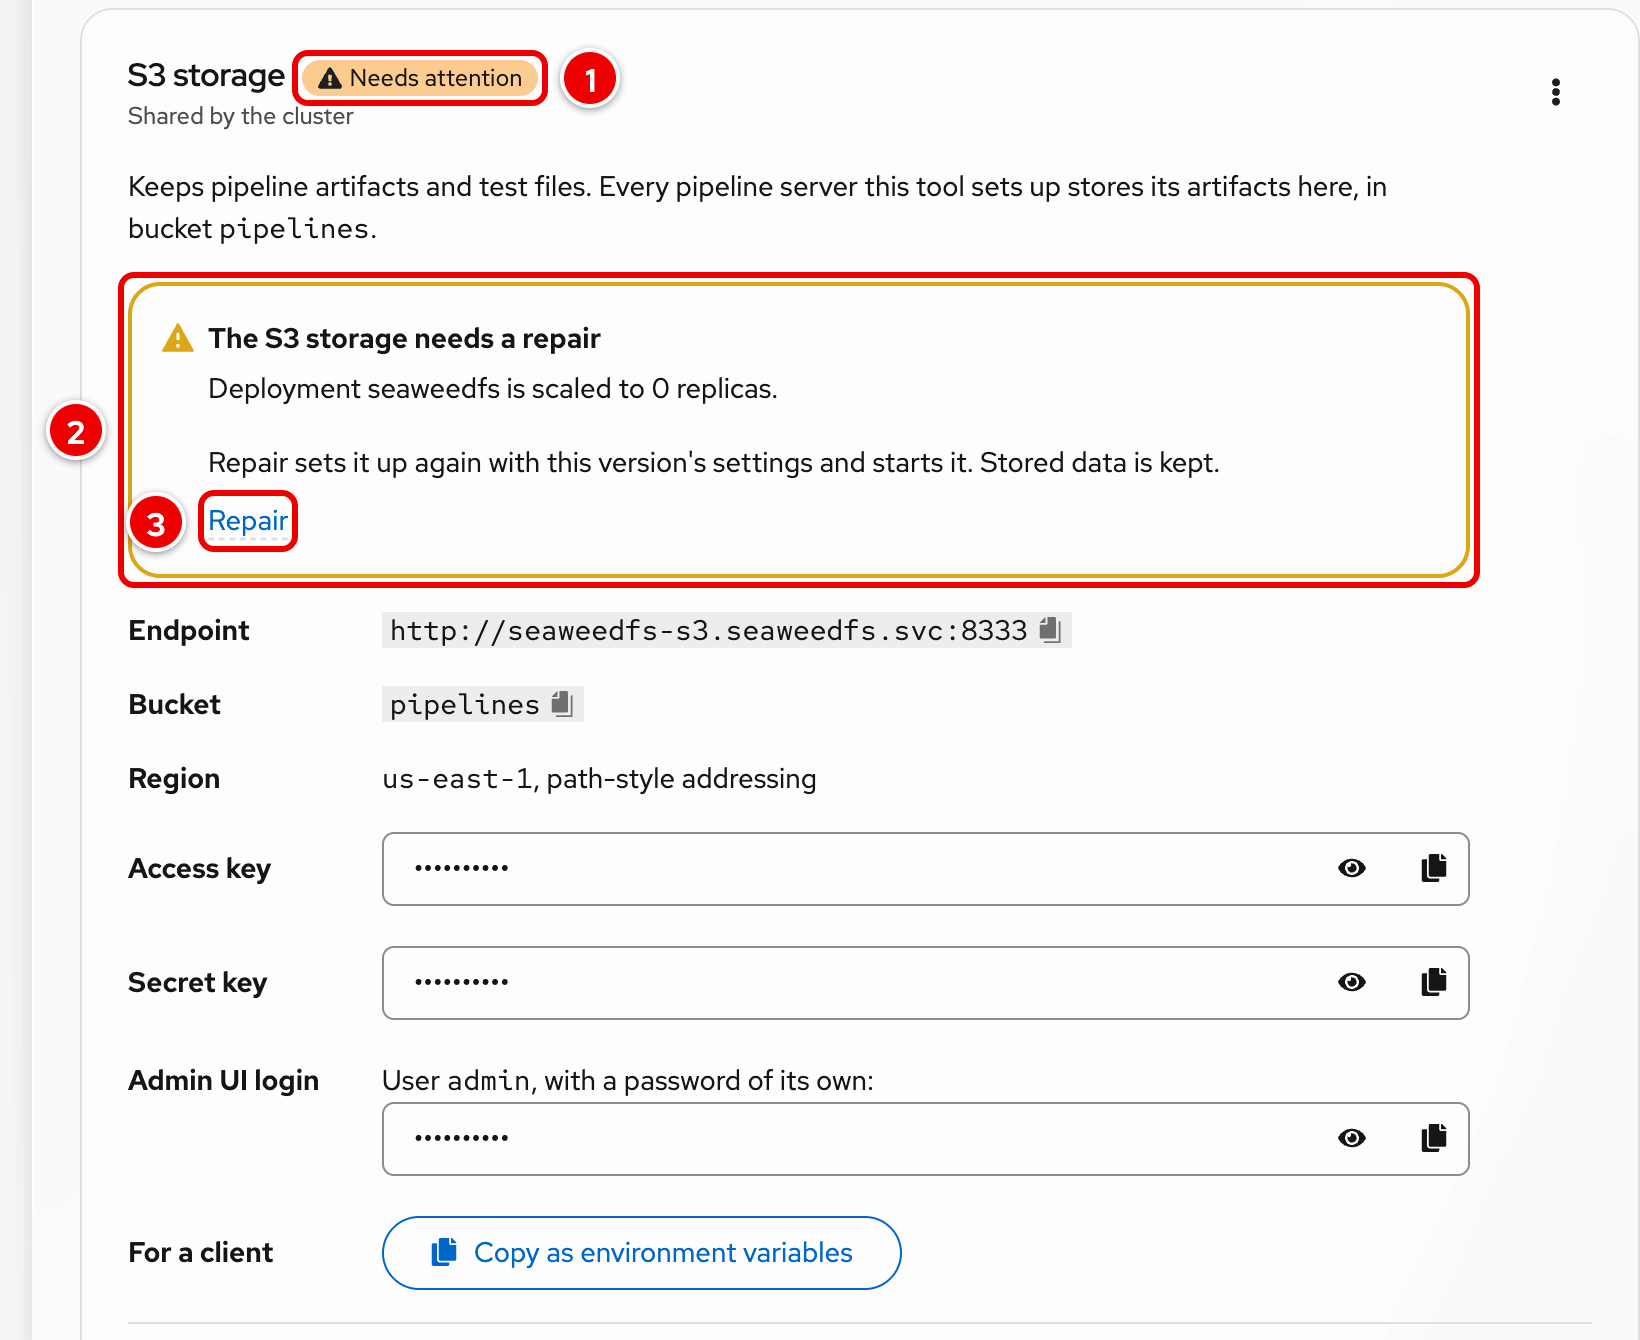 S3 storage Needs attention 1
Shared by the cluster
Keeps pipeline artifacts and test files. Every pipeline server this tool sets up stores its artifacts here, in
bucket pipelines.
The S3 storage needs a repair
Deployment seaweedfs is scaled to 0 replicas.
2
Repair sets it up again with this version's settings and starts it. Stored data is kept.
3 Repair
Endpoint http://seaweedfs-s3.seaweedfs.svc:8333
Bucket pipelines
Region us-east-1, path-style addressing
Access key ••••••••••
Secret key ••••••••••
Admin UI login User admin, with a password of its own:
••••••••••
For a client Copy as environment variables